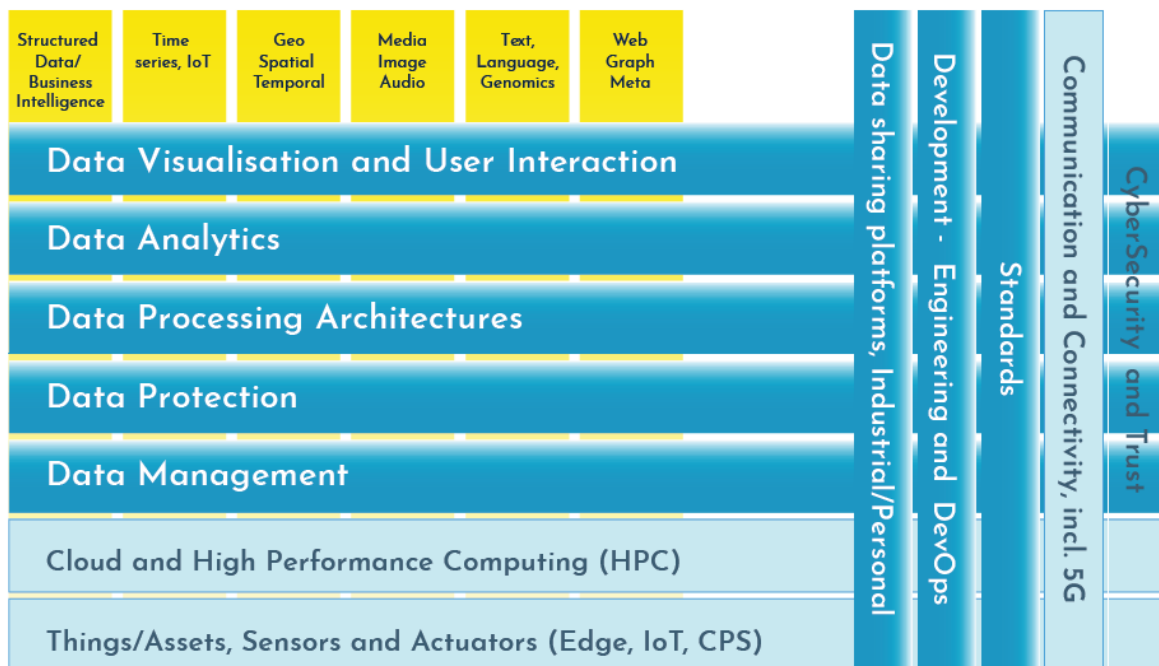 Structured
Data/
Business
Intelligence
Time
series, IoT
Geo
Spatial
Temporal
Media
Image
Audio
Text,
Language,
Genomics
Web
Graph
Meta
Data Visualisation and User Interaction
Data Analytics
Data Processing Architectures
Data Protection
Data Management
Cloud and High Performance Computing (HPC)
Things/Assets, Sensors and Actuators (Edge, IoT, CPS)
Data sharing platforms, Industrial/Personal
Development - Engineering and DevOps
Standards
Communication and Connectivity, incl. 5G
CyberSecurity and Trust